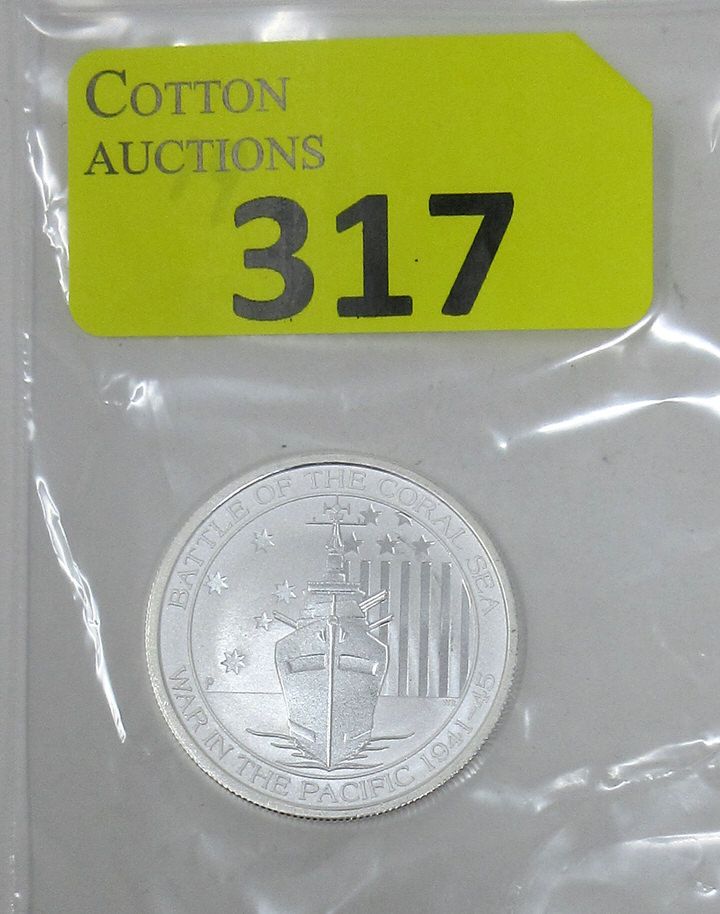 COTTON
AUCTIONS
317
BATTLE OF THE CORAL SEA
WAR IN THE PACIFIC 1941-45
P